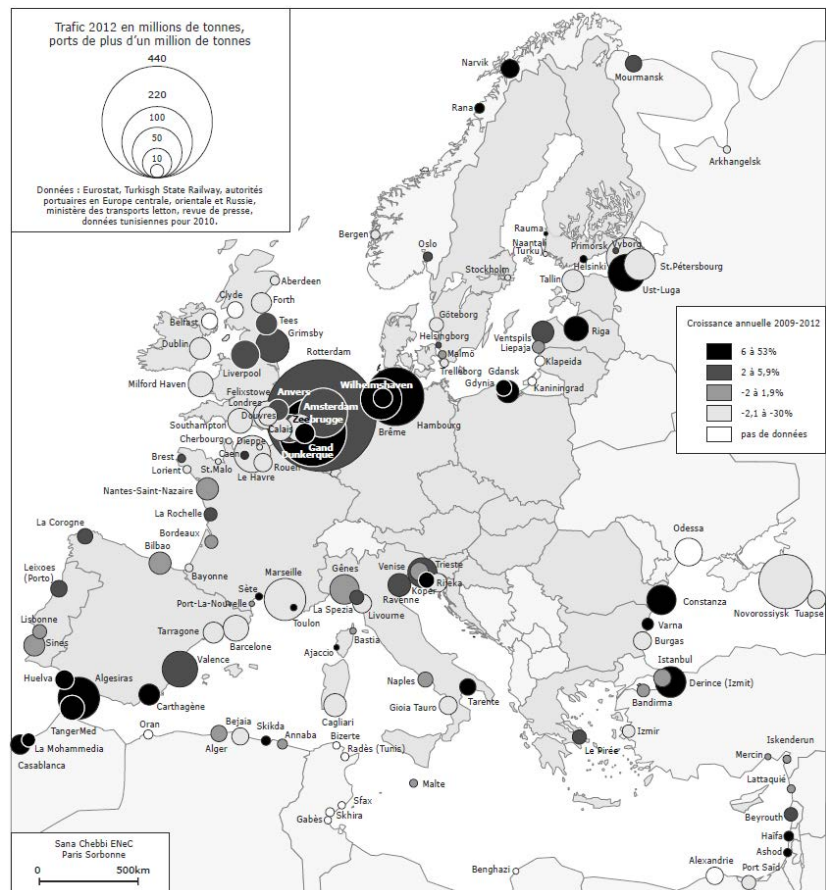 Trafic 2012 en millions de tonnes,
ports de plus d'un million de tonnes
440
220
100
50
10
Données : Eurostat, Turkisgh State Railway, autorités
portuaires en Europe centrale, orientale et Russie,
ministère des transports letton, revue de presse,
données tunisiennes pour 2010.
Narvik
Mourmansk
Rana
Arkhangelsk
Bergen
Oslo
Rauma
Naantali
(Turku)
Primorsk
Vyborg
Helsinki
St.Pétersbourg
Ust-Luga
Stockholm
Tallin
Aberdeen
Clyde
Forth
Belfast
Tees
Grimsby
Dublin
Liverpool
Milford Haven
Göteborg
Helsingborg
Malmö
Trelleborg
Ventspils
Liepaja
Riga
Klapeida
Kaniningrad
Gdansk
Gdynia
Croissance annuelle 2009-2012
6 à 53%
2 à 5,9%
-2 à 1,9%
-2,1 à -30%
pas de données
Rotterdam
Felixstowe
Londres
Anvers
Amsterdam
Wilhelmshaven
Brême
Hambourg
Southampton
Douvres
Zeebrugge
Calais
Gand
Dunkerque
Cherbourg
Dieppe
Caen
Rouen
Le Havre
Brest
Lorient
St.Malo
Nantes-Saint-Nazaire
La Rochelle
Bordeaux
La Corogne
Bilbao
Bayonne
Leixoes
(Porto)
Lisbonne
Sines
Marseille
Sète
Port-La-Nouvelle
Toulon
Gênes
La Spezia
Livourne
Venise
Trieste
Koper
Rijeka
Ravenne
Odessa
Novorossiysk
Tuapse
Constanza
Varna
Burgas
Tarragone
Barcelone
Valence
Bastia
Ajaccio
Huelva
Algesiras
Carthagène
TangerMed
La Mohammedia
Casablanca
Oran
Alger
Bejaia
Skikda
Annaba
Cagliari
Bizerte
Radès (Tunis)
Naples
Gioia Tauro
Tarente
Istanbul
Derince (Izmit)
Bandirma
Izmir
Le Pirée
Malte
Sfax
Skhira
Gabès
Mercin
Iskenderun
Lattaquié
Beyrouth
Haïfa
Ashod
Port Saïd
Alexandrie
Benghazi
Sana Chebbi ENeC
Paris Sorbonne
0 500km